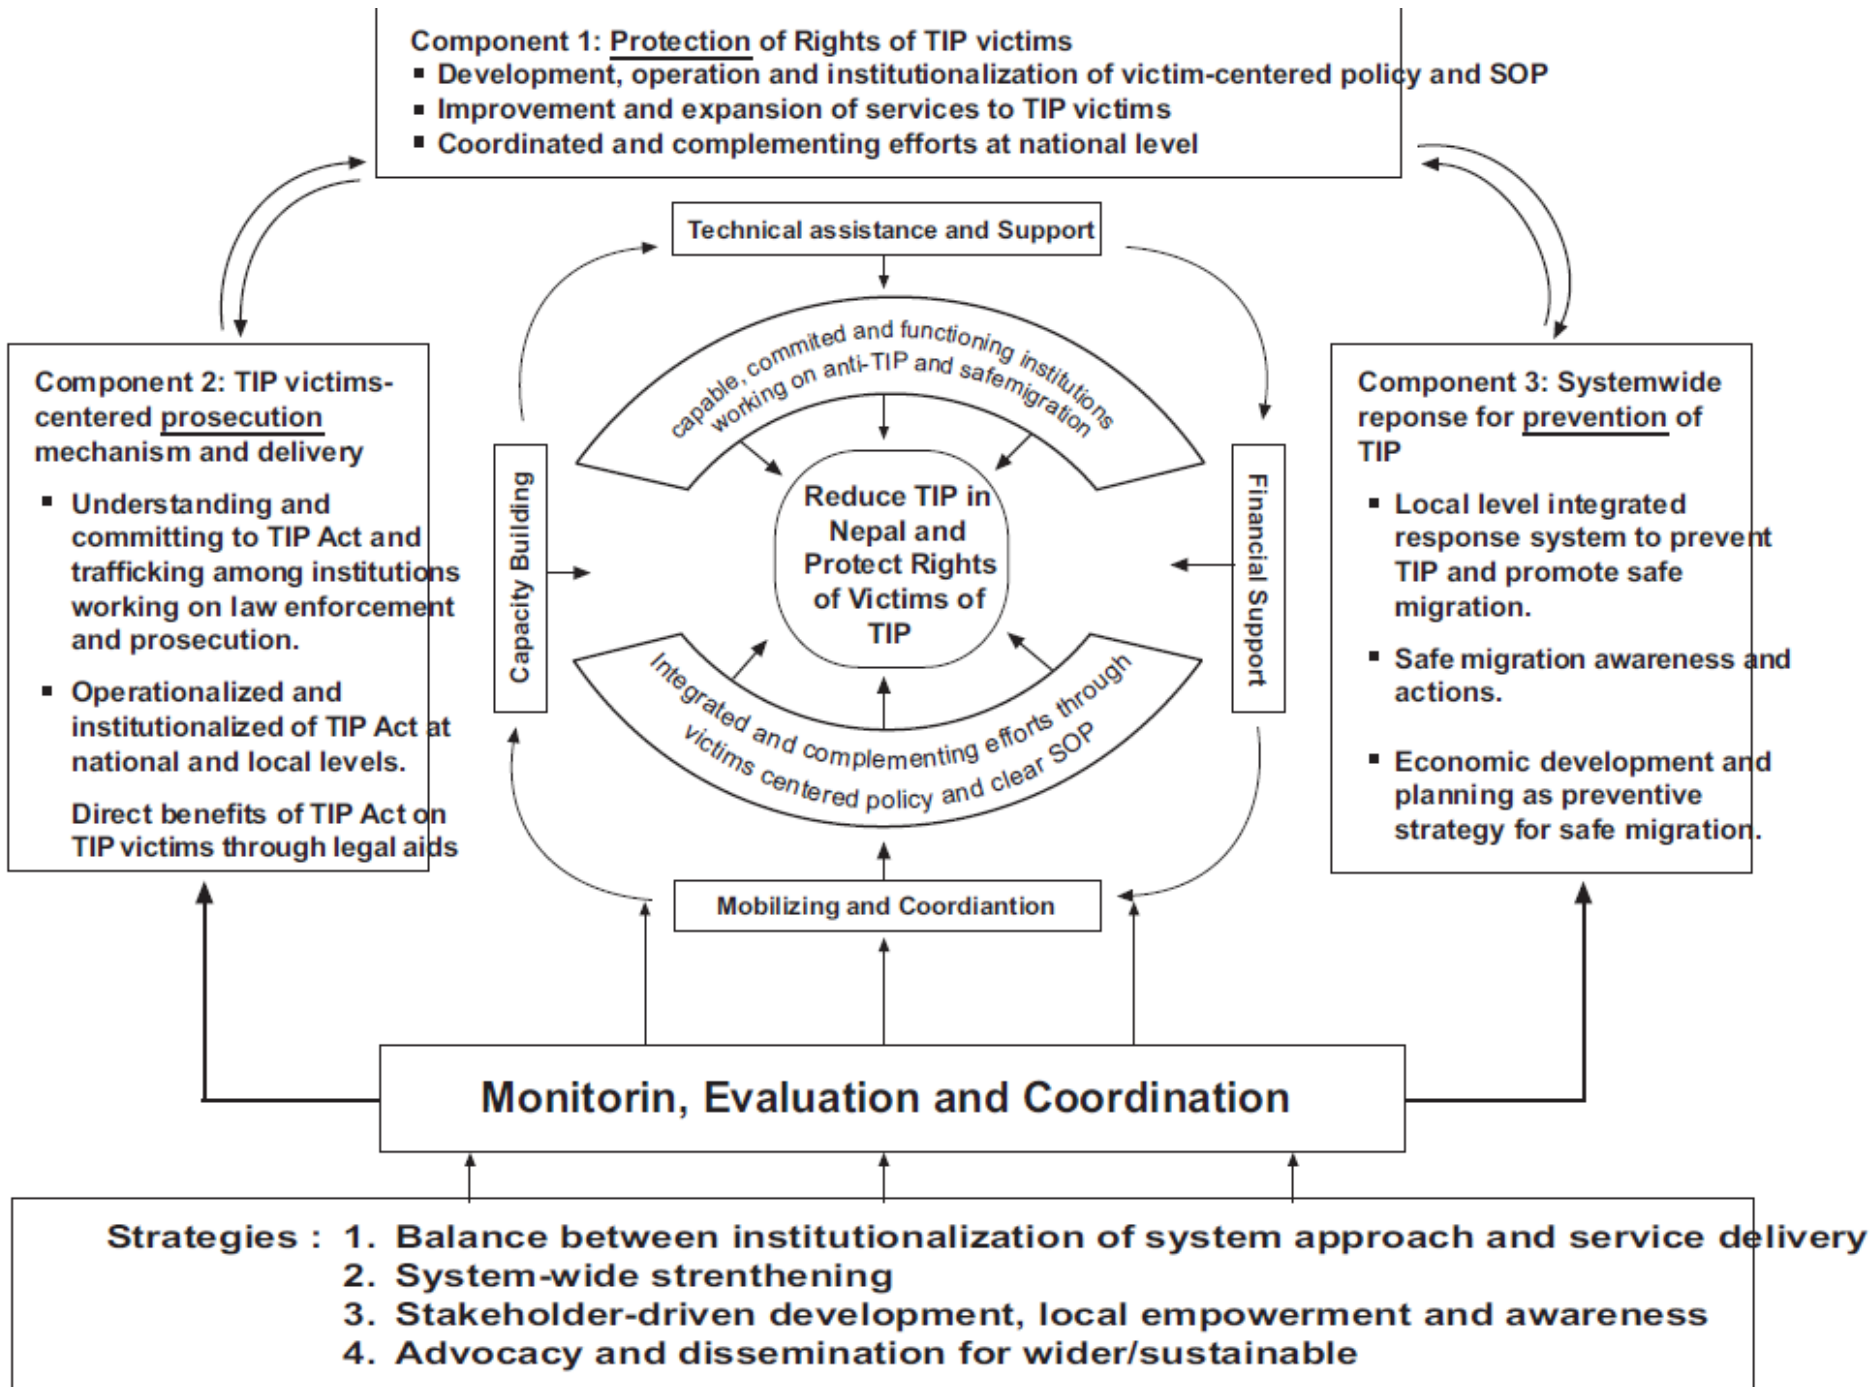 Component 1: Protection of Rights of TIP victims
▪ Development, operation and institutionalization of victim-centered policy and SOP
▪ Improvement and expansion of services to TIP victims
▪ Coordinated and complementing efforts at national level
Technical assistance and Support
capable, commited and functioning institutions
working on anti-TIP and safemigration
Component 2: TIP victims-
centered prosecution
mechanism and delivery
▪ Understanding and
committing to TIP Act and
trafficking among institutions
working on law enforcement
and prosecution.
▪ Operationalized and
institutionalized of TIP Act at
national and local levels.
Direct benefits of TIP Act on
TIP victims through legal aids
Capacity Building
Reduce TIP in
Nepal and
Protect Rights
of Victims of
TIP
Financial Support
Component 3: Systemwide
reponse for prevention of
TIP
▪ Local level integrated
response system to prevent
TIP and promote safe
migration.
▪ Safe migration awareness and
actions.
▪ Economic development and
planning as preventive
strategy for safe migration.
Integrated and complementing efforts through
victims centered policy and clear SOP
Mobilizing and Coordiantion
Monitorin, Evaluation and Coordination
Strategies : 1. Balance between institutionalization of system approach and service delivery
2. System-wide strenthening
3. Stakeholder-driven development, local empowerment and awareness
4. Advocacy and dissemination for wider/sustainable